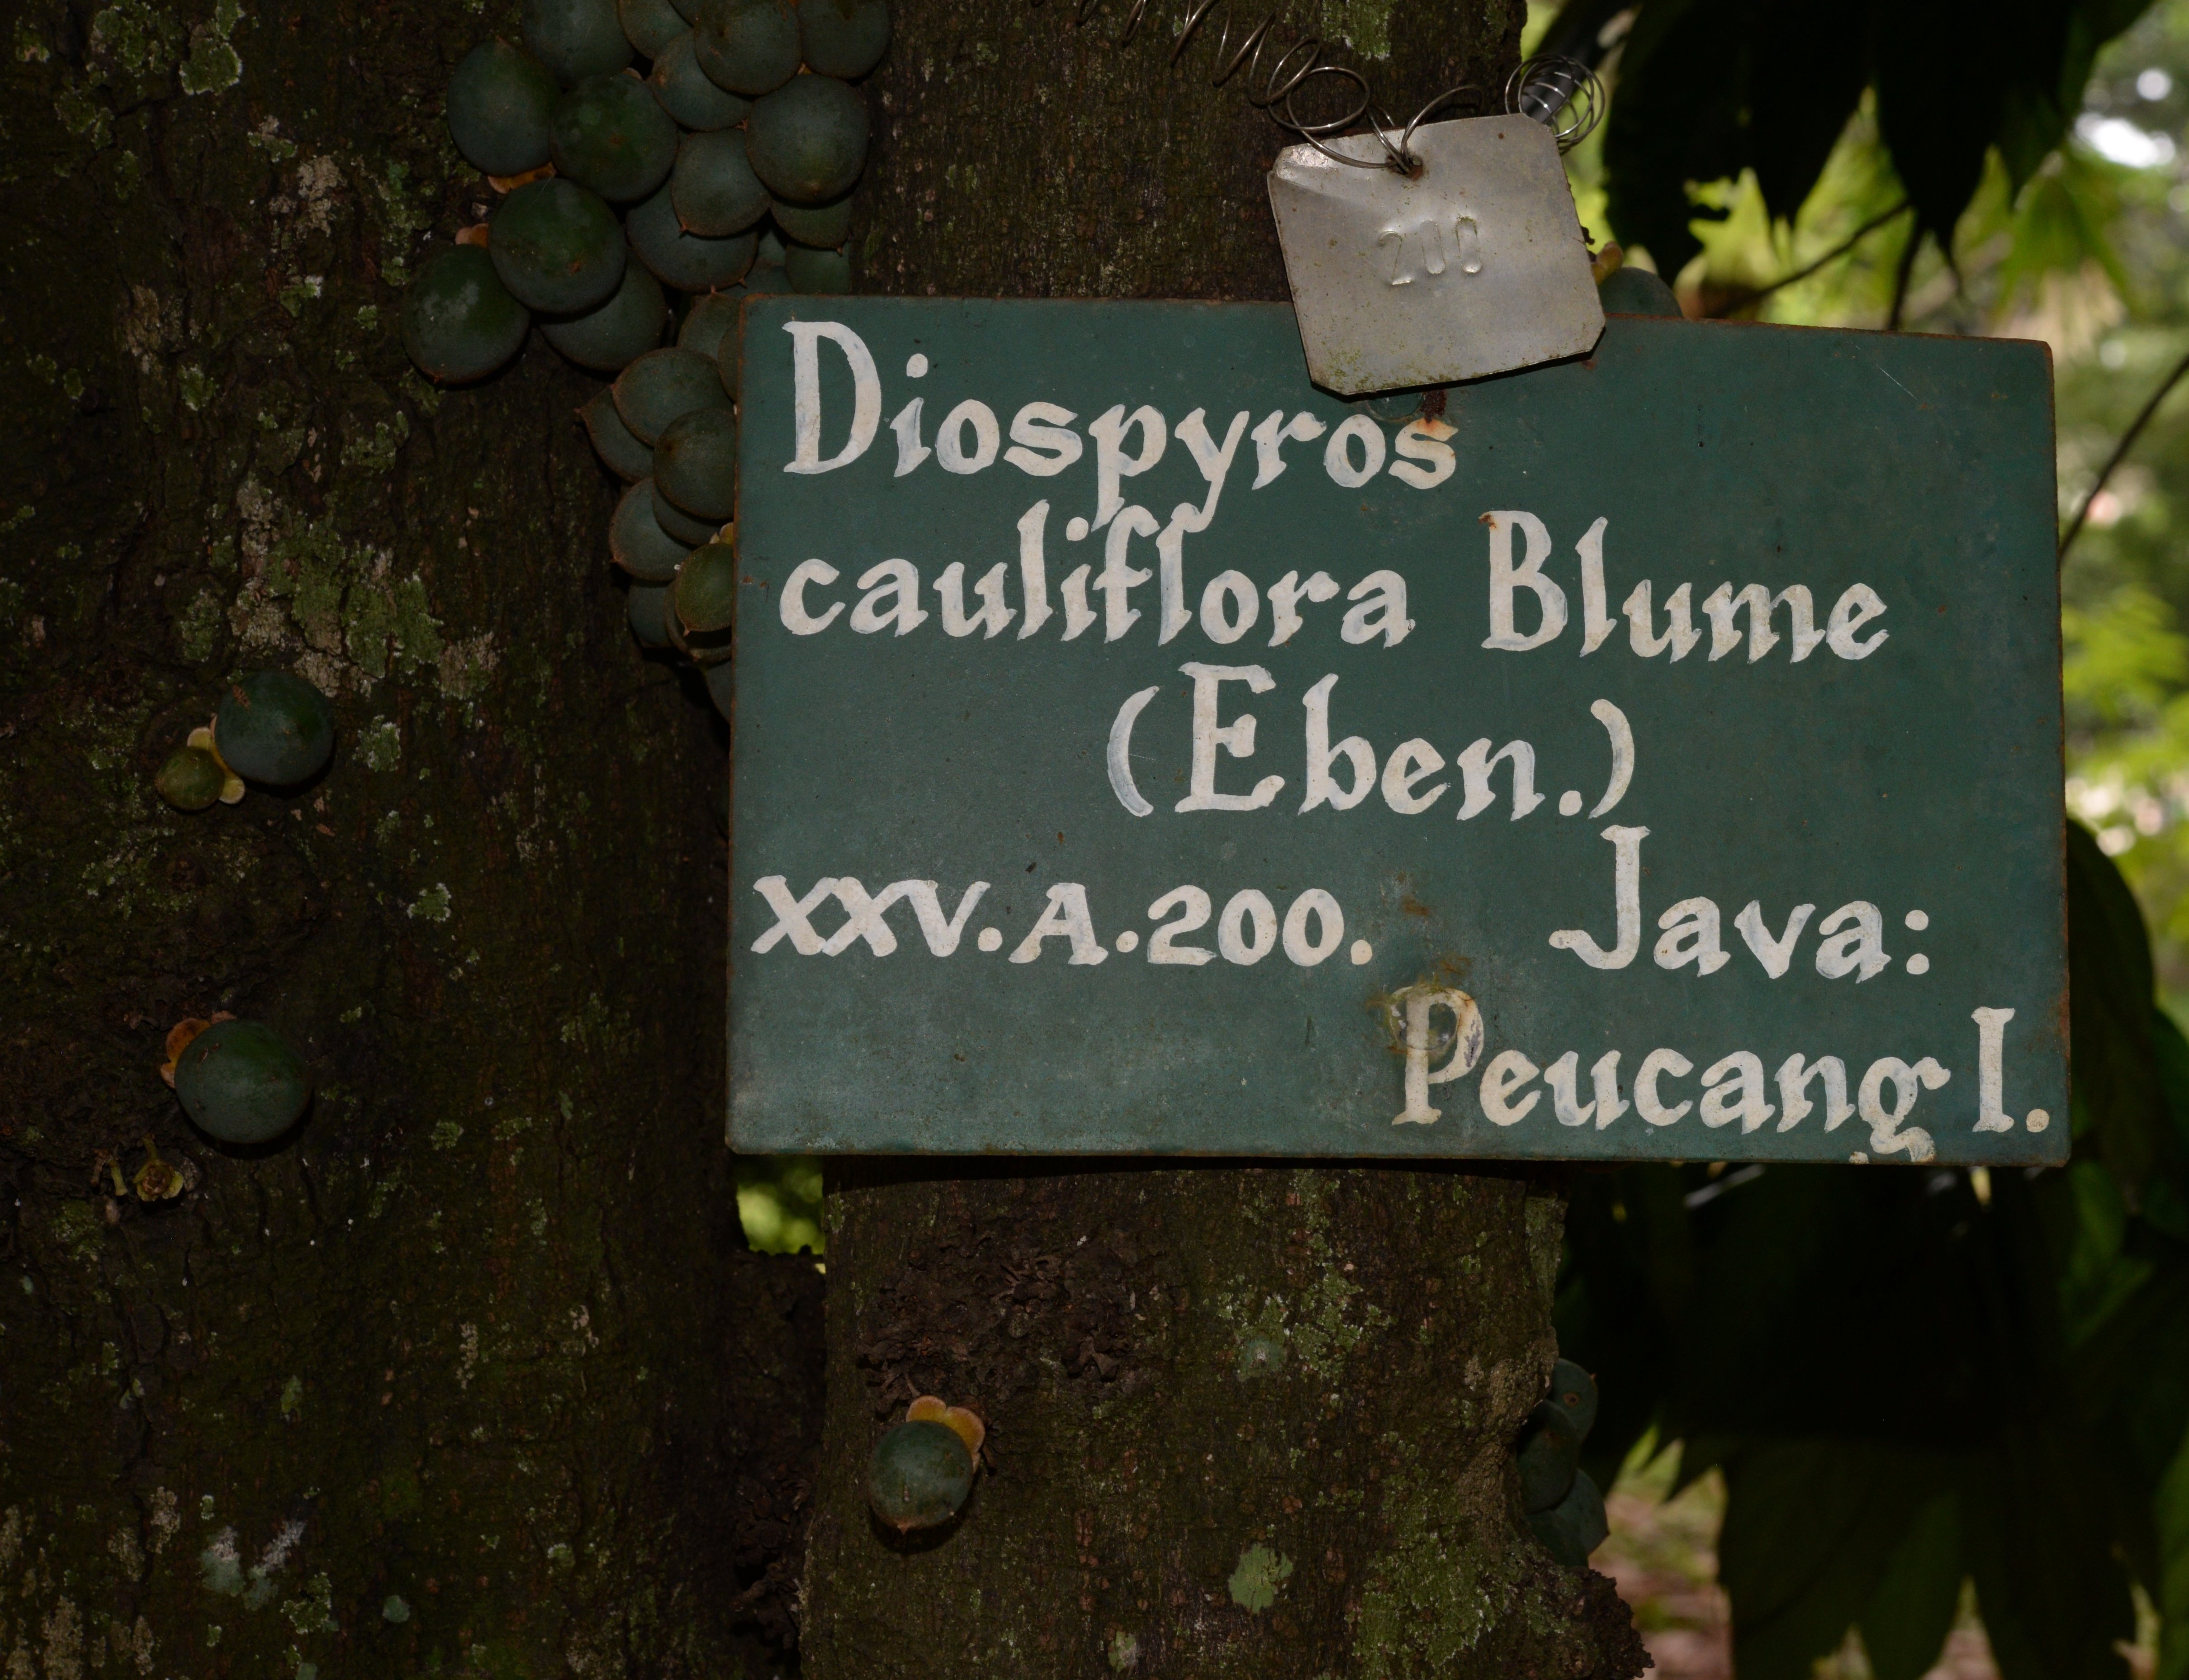 200
Diospyros
cauliflora Blume
(Eben.)
XXV.A.200. Java:
Peucang I.